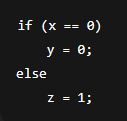 if (x == 0)
    y = 0;
else
    z = 1;